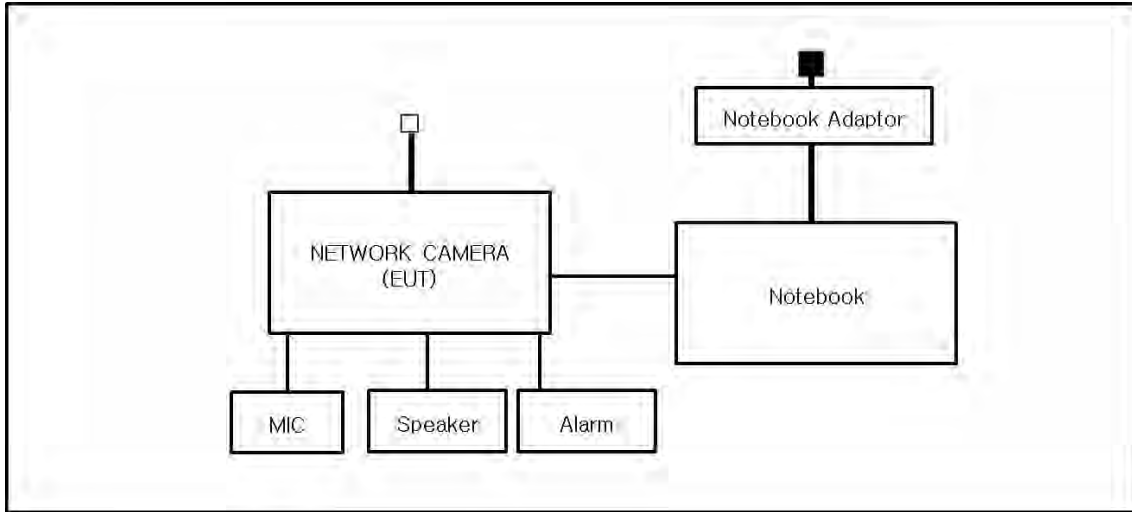 Notebook Adaptor
NETWORK CAMERA
(EUT)
Notebook
MIC
Speaker
Alarm